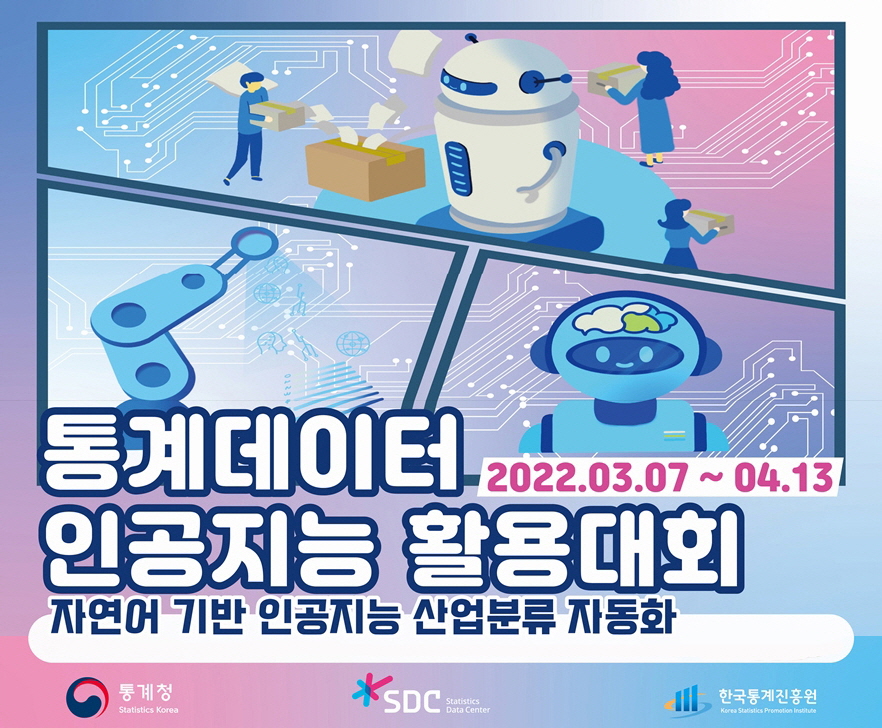 통계데이터
2022.03.07 ~ 04.13
인공지능 활용대회
자연어 기반 인공지능 산업분류 자동화
통계청
Statistics Korea
SDC
Statistics
Data Center
한국통계진흥원
Korea Statistics Promotion Institute